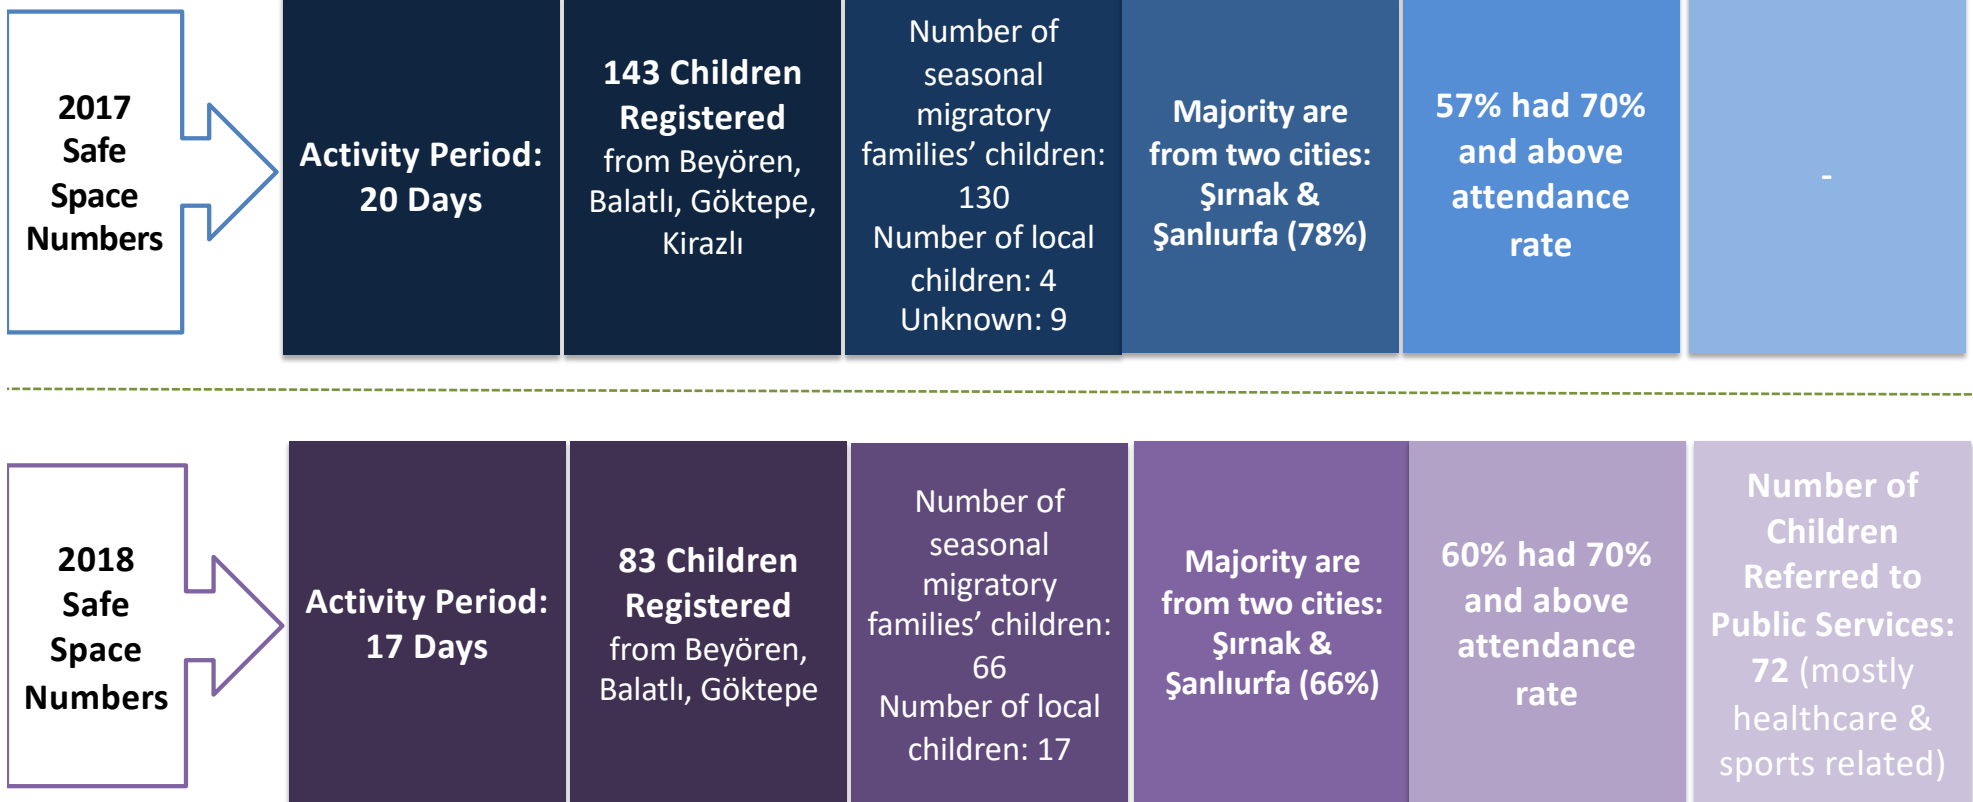 2017
Safe
Space
Numbers
Activity Period:
20 Days
143 Children
Registered
from Beyören,
Balatlı, Göktepe,
Kirazlı
Number of
seasonal
migratory
families’ children:
130
Number of local
children: 4
Unknown: 9
Majority are
from two cities:
Şırnak &
Şanlıurfa (78%)
57% had 70%
and above
attendance
rate
-
2018
Safe
Space
Numbers
Activity Period:
17 Days
83 Children
Registered
from Beyören,
Balatlı, Göktepe
Number of
seasonal
migratory
families’ children:
66
Number of local
children: 17
Majority are
from two cities:
Şırnak &
Şanlıurfa (66%)
60% had 70%
and above
attendance
rate
Number of
Children
Referred to
Public Services:
72 (mostly
healthcare &
sports related)